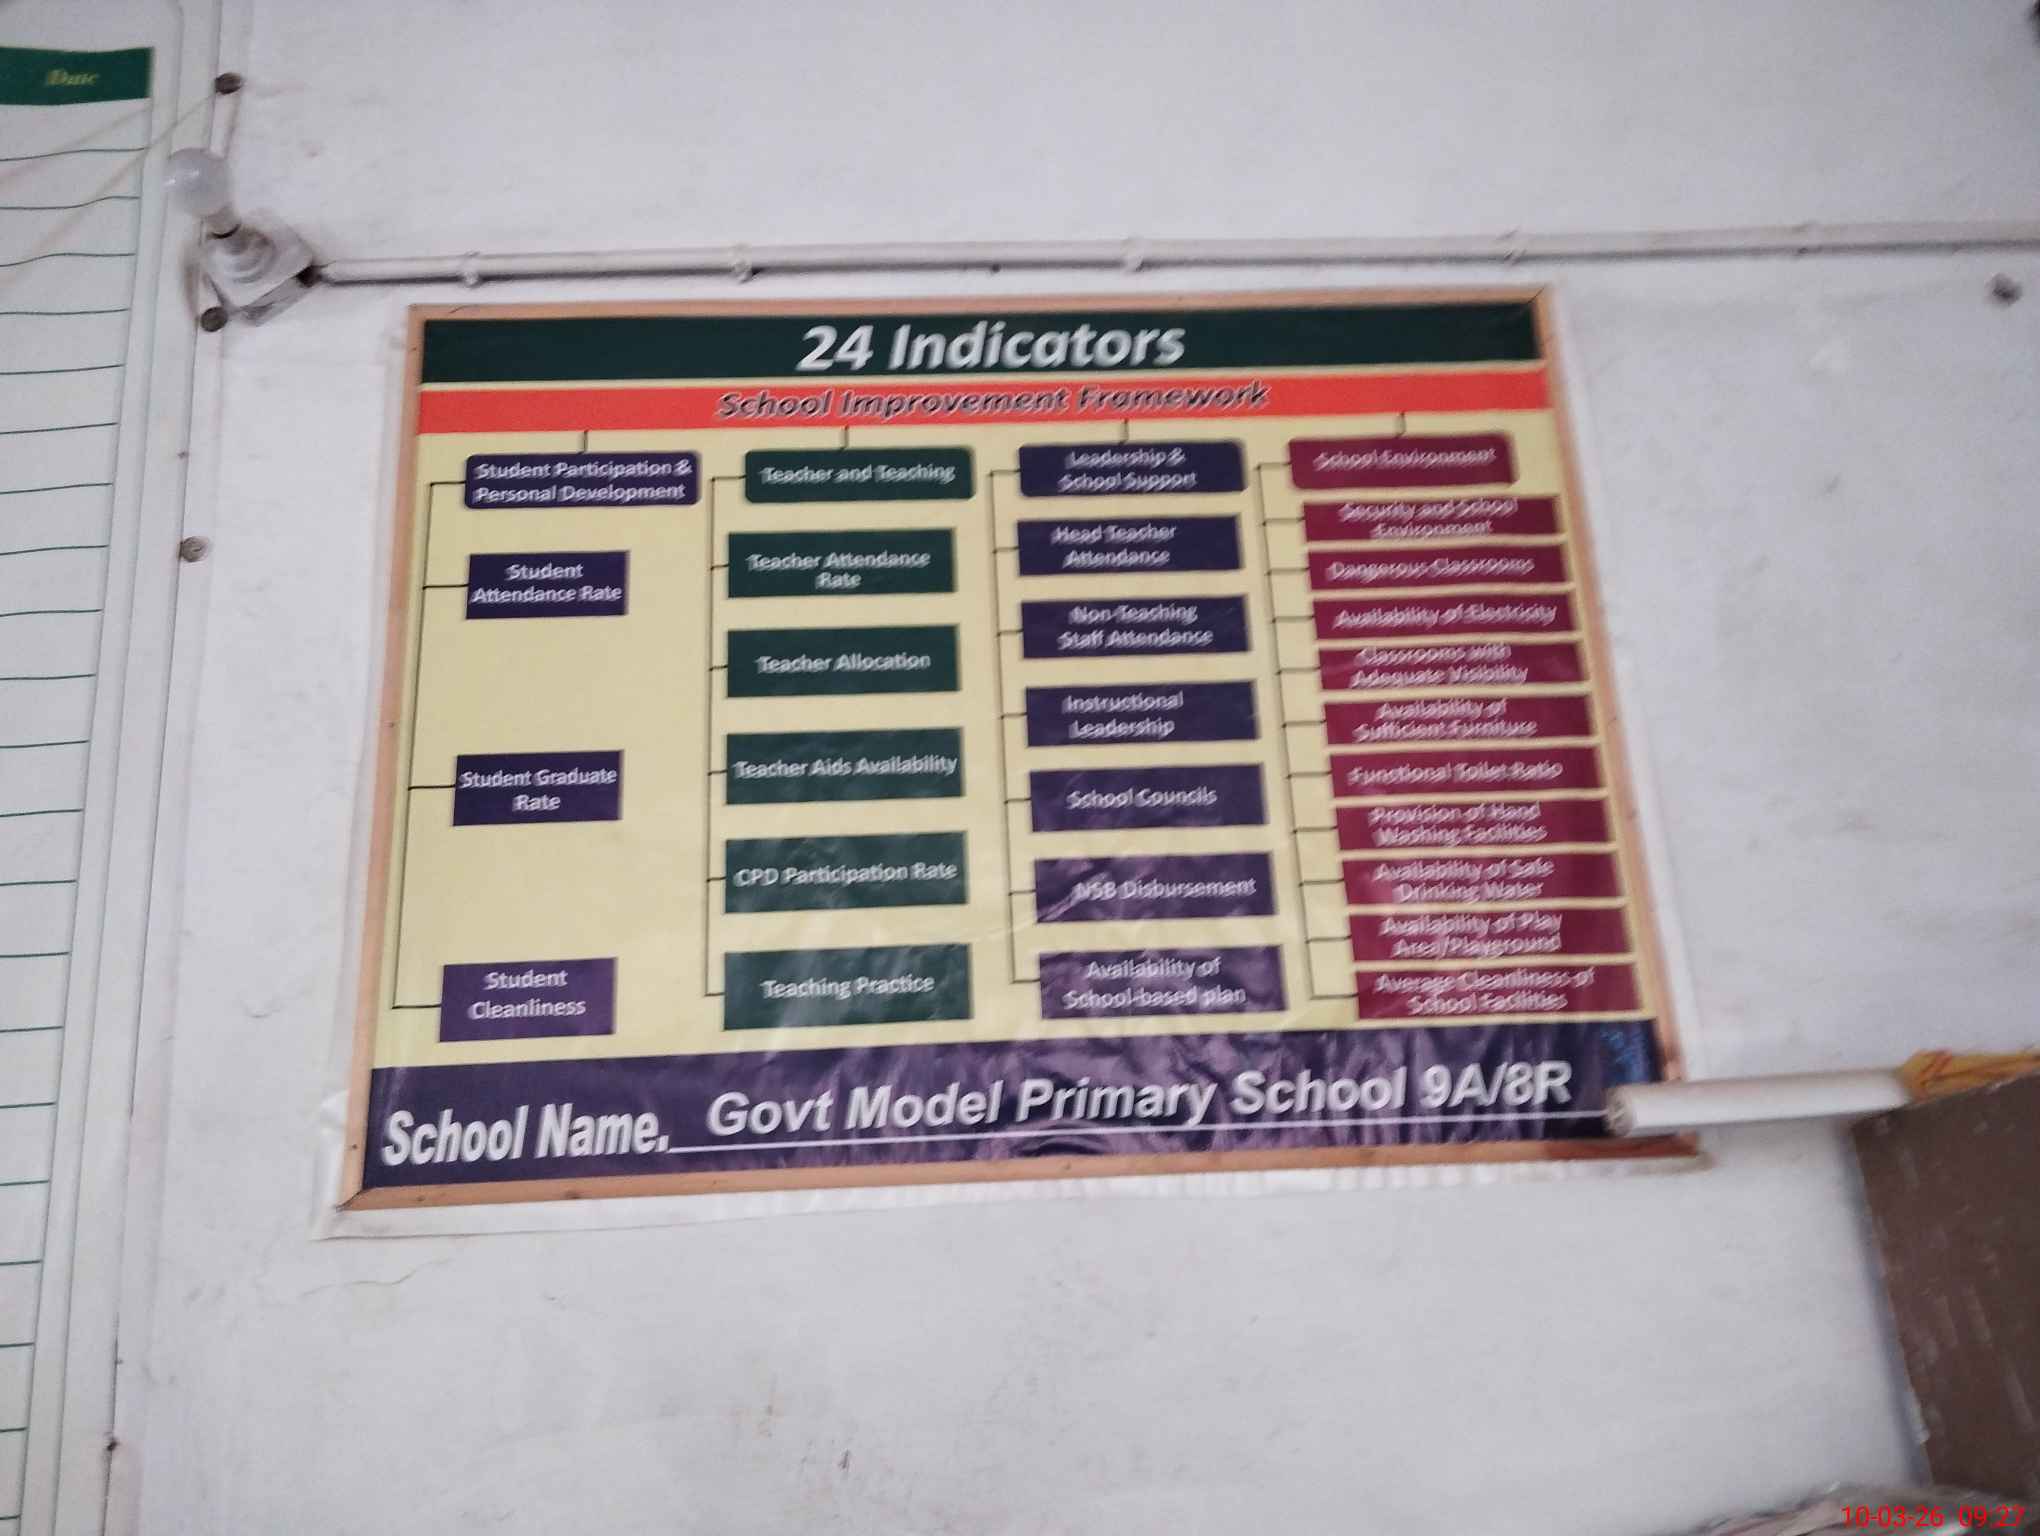 Date
24 Indicators
School Improvement Framework
Student Participation &
Personal Development
Student
Attendance Rate
Student Graduate
Rate
Student
Cleanliness
Teacher and Teaching
Teacher Attendance
Rate
Teacher Allocation
Teacher Aids Availability
CPD Participation Rate
Teaching Practice
Leadership &
School Support
Head Teacher
Attendance
Non-Teaching
Staff Attendance
Instructional
Leadership
School Councils
NSB Disbursement
Availability of
School-based plan
School Environment
Security and School
Environment
Dangerous Classrooms
Availability of Electricity
Classrooms with
Adequate Visibility
Availability of
Sufficient Furniture
Functional Toilet Ratio
Provision of Hand
Washing Facilities
Availability of Safe
Drinking Water
Availability of Play
Area/Playground
Average Cleanliness of
School Facilities
School Name. Govt Model Primary School 9A/8R
10-03-26 09:27